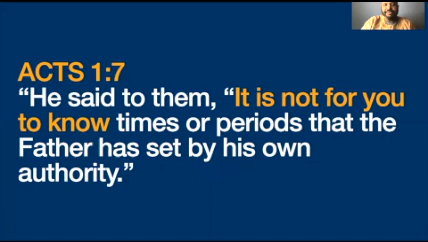 ACTS 1:7
“He said to them, “It is not for you
to know times or periods that the
Father has set by his own
authority.”